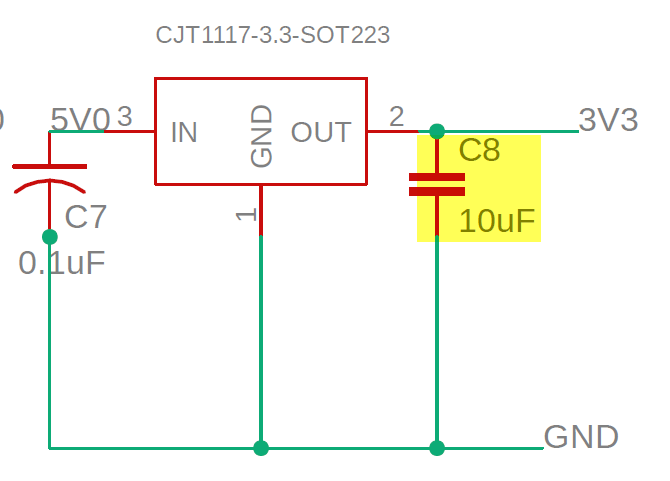 CJT1117-3.3-SOT223
5V0
3
IN
GND
OUT
2
3V3
C8
10uF
1
C7
0.1uF
GND